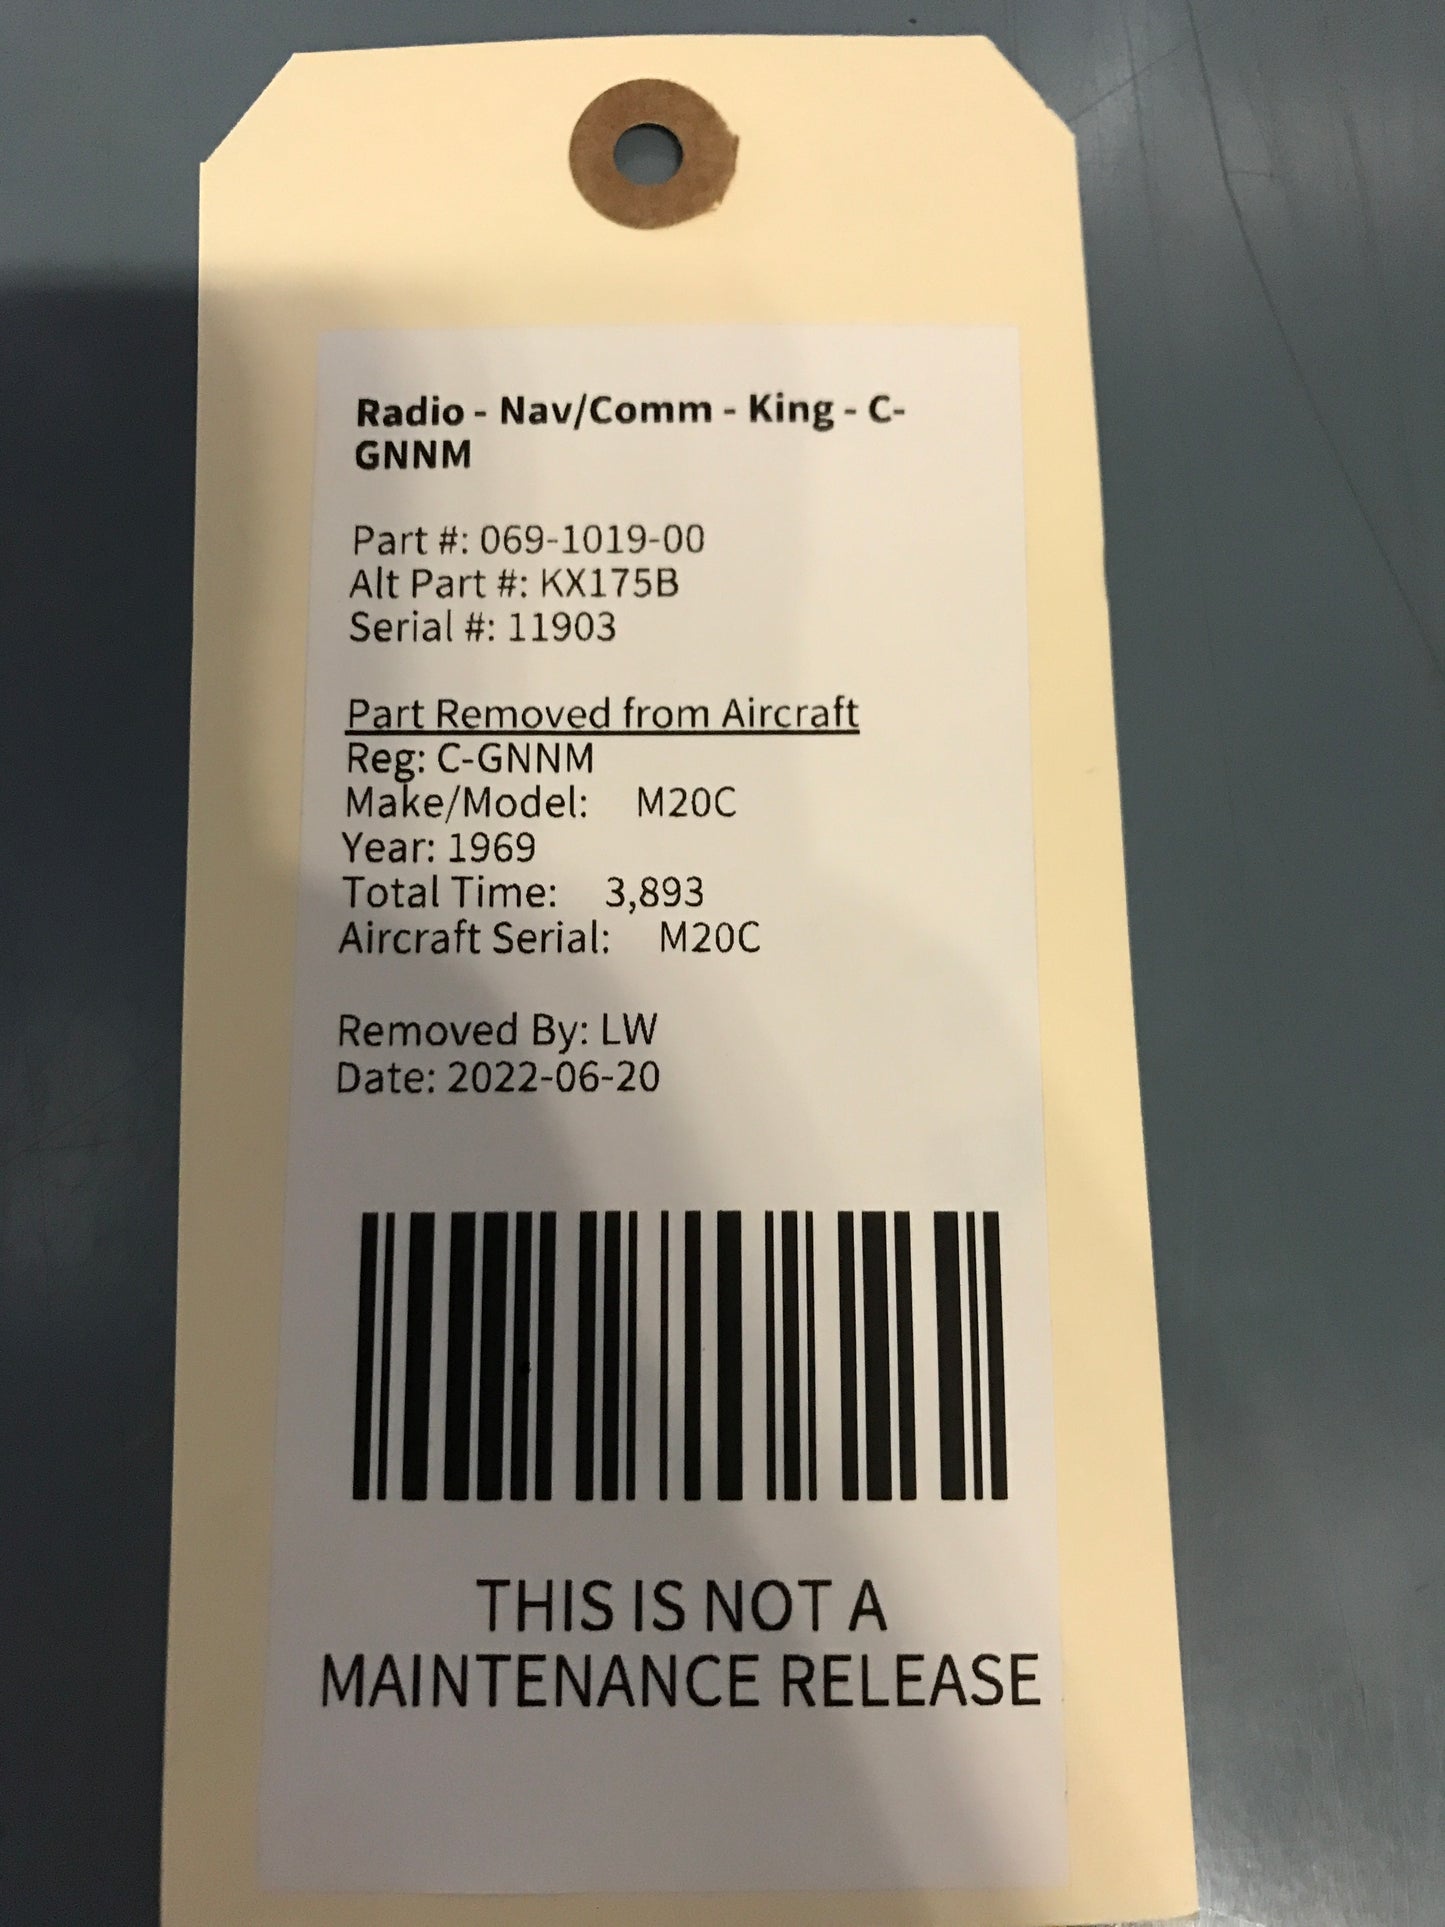 Radio - Nav/Comm - King - C-
GNNM
Part #: 069-1019-00
Alt Part #: KX175B
Serial #: 11903
Part Removed from Aircraft
Reg: C-GNNM
Make/Model: M20C
Year: 1969
Total Time: 3,893
Aircraft Serial: M20C
Removed By: LW
Date: 2022-06-20
THIS IS NOT A
MAINTENANCE RELEASE